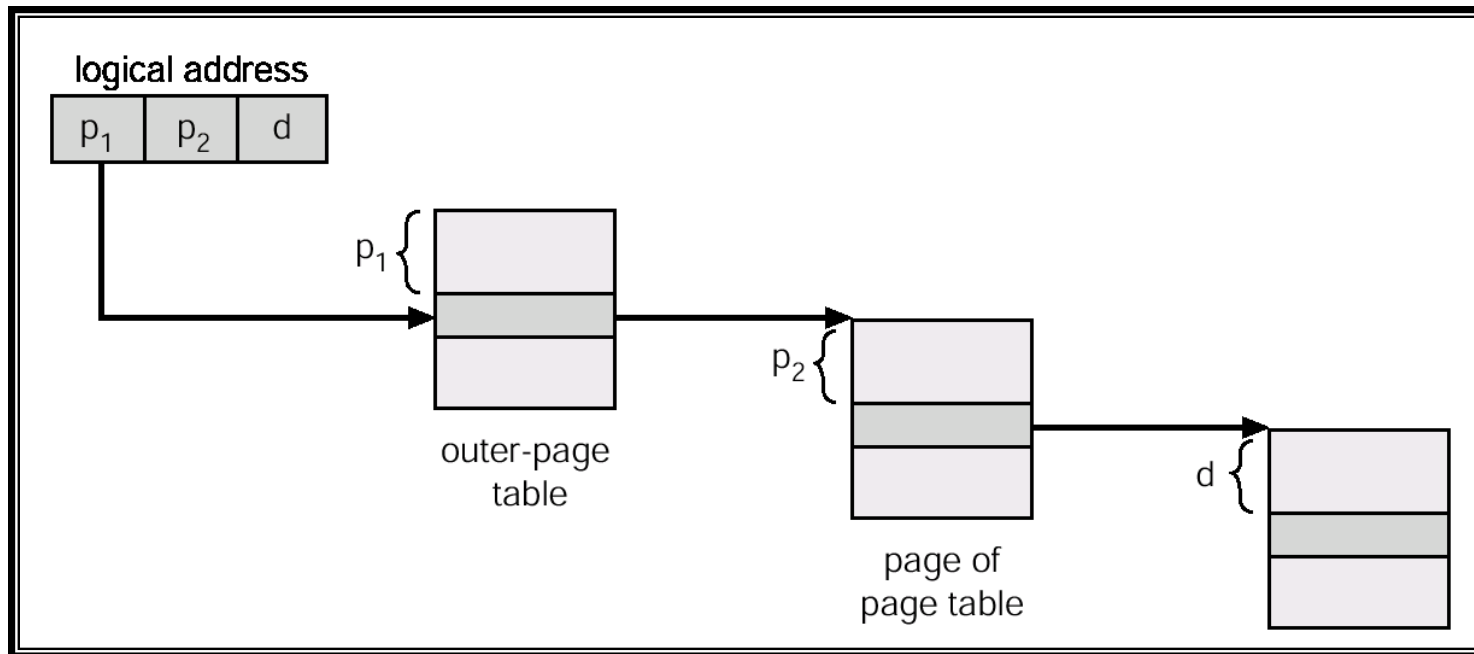 logical address
p₁ p₂ d
p₁
outer-page
table
p₂
page of
page table
d